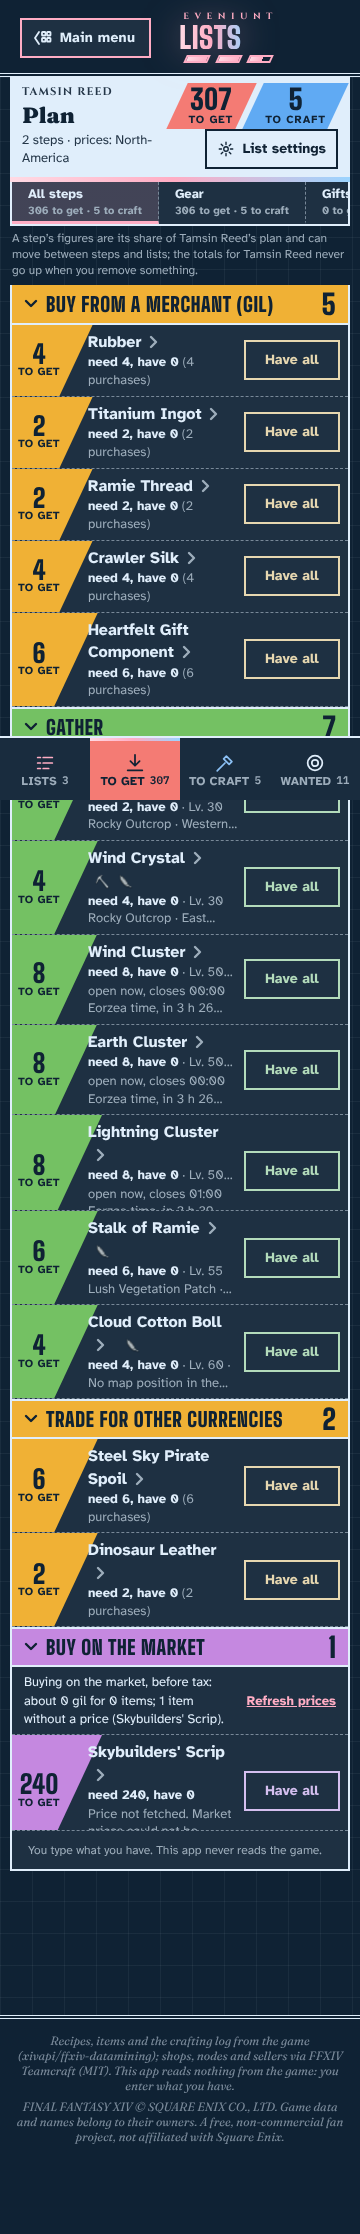 Main menu
EVENIUNT
LISTS
TAMSIN REED
Plan
2 steps · prices: North-
America
307
TO GET
5
TO CRAFT
List settings
All steps
306 to get · 5 to craft
Gear
306 to get · 5 to craft
Gifts
0 to
A step's figures are its share of Tamsin Reed's plan and can
move between steps and lists; the totals for Tamsin Reed never
go up when you remove something.
BUY FROM A MERCHANT (GIL) 5
4
TO GET
Rubber
need 4, have 0 (4
purchases)
Have all
2
TO GET
Titanium Ingot
need 2, have 0 (2
purchases)
Have all
2
TO GET
Ramie Thread
need 2, have 0 (2
purchases)
Have all
4
TO GET
Crawler Silk
need 4, have 0 (4
purchases)
Have all
6
TO GET
Heartfelt Gift
Component
need 6, have 0 (6
purchases)
Have all
GATHER 7
LISTS 3
TO GET 307
TO CRAFT 5
WANTED 11
TO GET
need 2, have 0 · Lv. 30
Rocky Outcrop · Western...
4
TO GET
Wind Crystal
need 4, have 0 · Lv. 30
Rocky Outcrop · East...
Have all
8
TO GET
Wind Cluster
need 8, have 0 · Lv. 50...
open now, closes 00:00
Eorzea time, in 3 h 26...
Have all
8
TO GET
Earth Cluster
need 8, have 0 · Lv. 50...
open now, closes 00:00
Eorzea time, in 3 h 26...
Have all
8
TO GET
Lightning Cluster
need 8, have 0 · Lv. 50...
open now, closes 01:00
Have all
6
TO GET
Stalk of Ramie
need 6, have 0 · Lv. 55
Lush Vegetation Patch ·...
Have all
4
TO GET
Cloud Cotton Boll
need 4, have 0 · Lv. 60 ·
No map position in the...
Have all
TRADE FOR OTHER CURRENCIES 2
6
TO GET
Steel Sky Pirate
Spoil
need 6, have 0 (6
purchases)
Have all
2
TO GET
Dinosaur Leather
need 2, have 0 (2
purchases)
Have all
BUY ON THE MARKET 1
Buying on the market, before tax:
about 0 gil for 0 items; 1 item
without a price (Skybuilders' Scrip).
Refresh prices
240
TO GET
Skybuilders' Scrip
need 240, have 0
Price not fetched. Market
Have all
You type what you have. This app never reads the game.
Recipes, items and the crafting log from the game
(xivapi/ffxiv-datamining); shops, nodes and sellers via FFXIV
Teamcraft (MIT). This app reads nothing from the game: you
enter what you have.
FINAL FANTASY XIV © SQUARE ENIX CO., LTD. Game data
and names belong to their owners. A free, non-commercial fan
project, not affiliated with Square Enix.